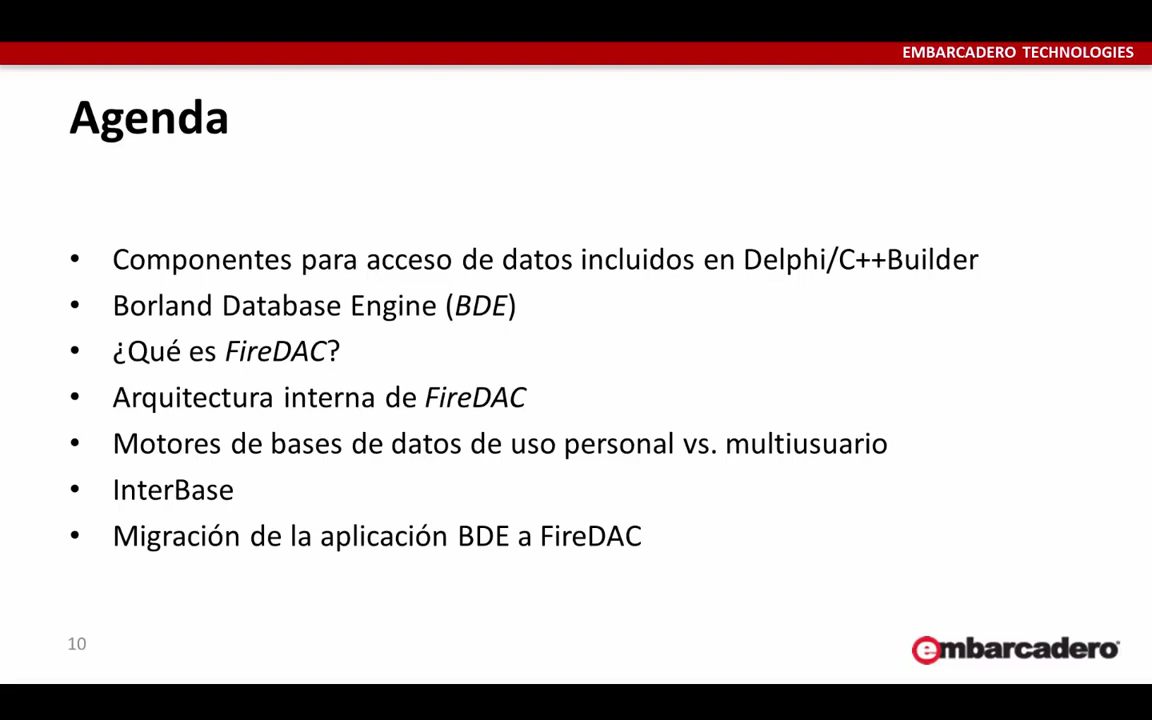 EMBARCADERO TECHNOLOGIES
Agenda
• Componentes para acceso de datos incluidos en Delphi/C++Builder
• Borland Database Engine (BDE)
• ¿Qué es FireDAC?
• Arquitectura interna de FireDAC
• Motores de bases de datos de uso personal vs. multiusuario
• InterBase
• Migración de la aplicación BDE a FireDAC
10
embarcadero